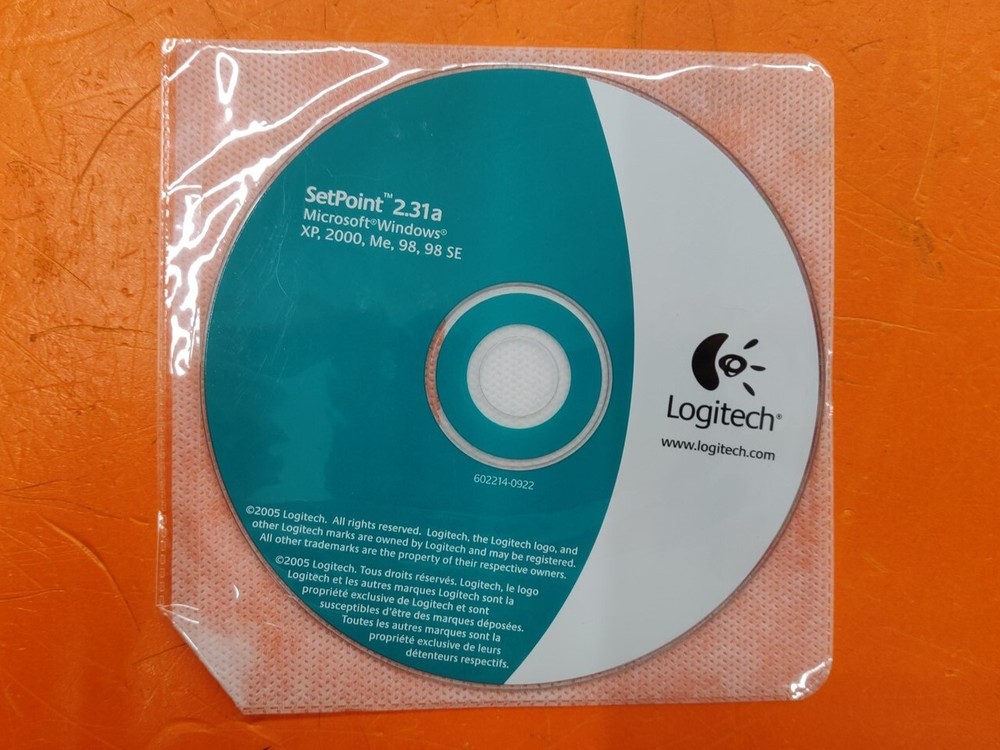 SetPoint™ 2.31a
Microsoft®Windows®
XP, 2000, Me, 98, 98 SE
Logitech®
www.logitech.com
602214-0922
©2005 Logitech. All rights reserved. Logitech, the Logitech logo, and
other Logitech marks are owned by Logitech and may be registered.
All other trademarks are the property of their respective owners.
©2005 Logitech. Tous droits réservés. Logitech, le logo
Logitech et les autres marques Logitech sont la
propriété exclusive de Logitech et sont
susceptibles d'être des marques déposées.
Toutes les autres marques sont la
propriété exclusive de leurs
détenteurs respectifs.